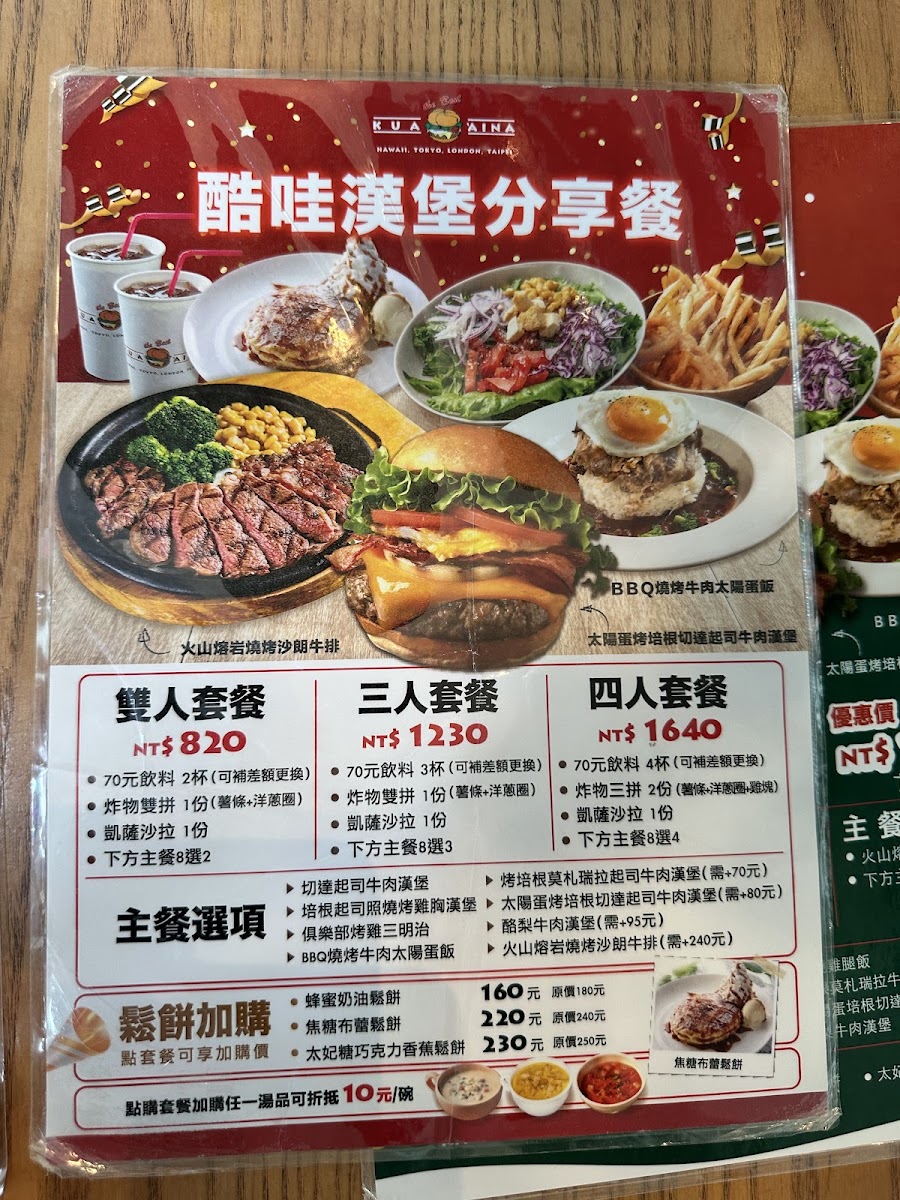 the Best
KUA AINA
HAWAII, TOKYO, LONDON, TAIPEI
酷哇漢堡分享餐
BBQ燒烤牛肉太陽蛋飯
太陽蛋烤培根切達起司牛肉漢堡
火山熔岩燒烤沙朗牛排
雙人套餐
NT$ 820
• 70元飲料 2杯(可補差額更換)
• 炸物雙拼 1份(薯條+洋蔥圈)
• 凱薩沙拉 1份
• 下方主餐8選2
三人套餐
NT$ 1230
• 70元飲料 3杯(可補差額更換)
• 炸物雙拼 1份(薯條+洋蔥圈)
• 凱薩沙拉 1份
• 下方主餐8選3
四人套餐
NT$ 1640
• 70元飲料 4杯(可補差額更換)
• 炸物三拼 2份(薯條+洋蔥圈+雞塊)
• 凱薩沙拉 1份
• 下方主餐8選4
主餐選項
切達起司牛肉漢堡
培根起司照燒烤雞胸漢堡
俱樂部烤雞三明治
BBQ燒烤牛肉太陽蛋飯
烤培根莫札瑞拉起司牛肉漢堡(需+70元)
太陽蛋烤培根切達起司牛肉漢堡(需+80元)
酪梨牛肉漢堡(需+95元)
火山熔岩燒烤沙朗牛排(需+240元)
鬆餅加購
點套餐可享加購價
• 蜂蜜奶油鬆餅 160元 原價180元
• 焦糖布蕾鬆餅 220元 原價240元
• 太妃糖巧克力香蕉鬆餅 230元 原價250元
焦糖布蕾鬆餅
點購套餐加購任一湯品可折抵10元/碗
BB
太陽蛋烤培
優惠價
NT$
主餐
• 火山熔
• 下方主
雞腿飯
莫札瑞拉牛
蛋培根切達
牛肉漢堡
• 太妃